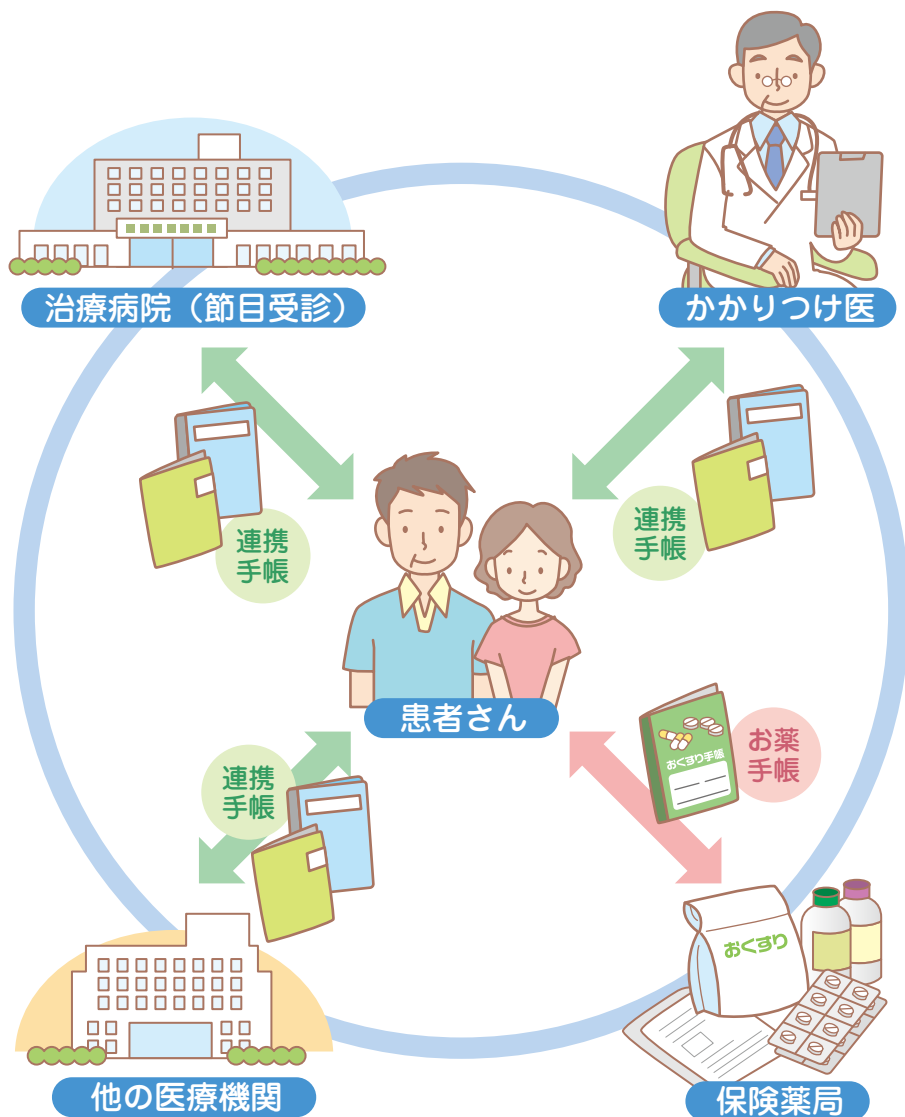 治療病院（節目受診）
かかりつけ医
連携
手帳
連携
手帳
患者さん
連携
手帳
おくすり手帳
お薬
手帳
おくすり
他の医療機関
保険薬局